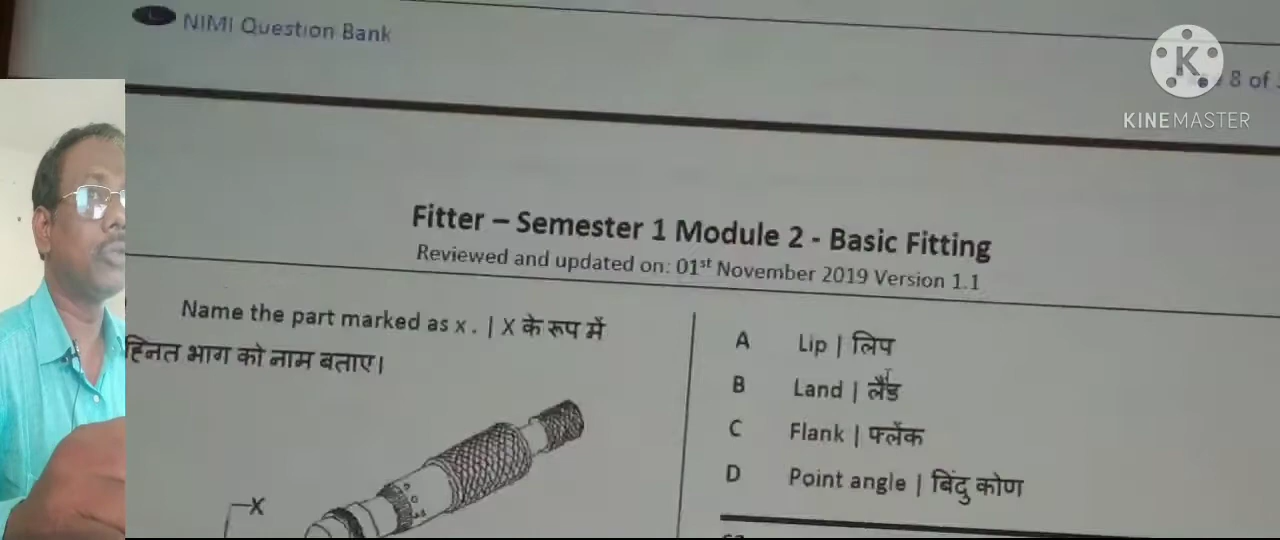 NIMI Question Bank
8 of
KINEMASTER
Fitter – Semester 1 Module 2 - Basic Fitting
Reviewed and updated on: 01st November 2019 Version 1.1
Name the part marked as x . | X के रूप में
हिनत भाग को नाम बताए।
X
A Lip | लिप
B Land | लैंड
C Flank | फ्लेंक
D Point angle | बिंदु कोण